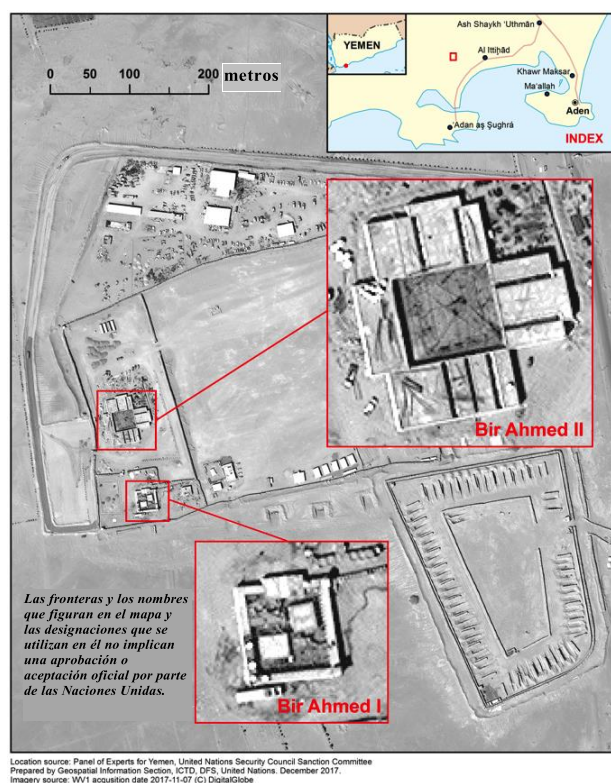 0 50 100 200 metros
YEMEN
Ash Shaykh 'Uthmān
Al Ittiḩād
Khawr Maksar
Ma'allah
Aden
'Adan aş Şughrá
INDEX
Bir Ahmed II
Bir Ahmed I
Las fronteras y los nombres
que figuran en el mapa y
las designaciones que se
utilizan en él no implican
una aprobación o
aceptación oficial por parte
de las Naciones Unidas.
Location source: Panel of Experts for Yemen, United Nations Security Council Sanction Committee
Prepared by Geospatial Information Section, ICTD, DFS, United Nations. December 2017.
Imagery source: WV1 acqusition date 2017-11-07 (C) DigitalGlobe